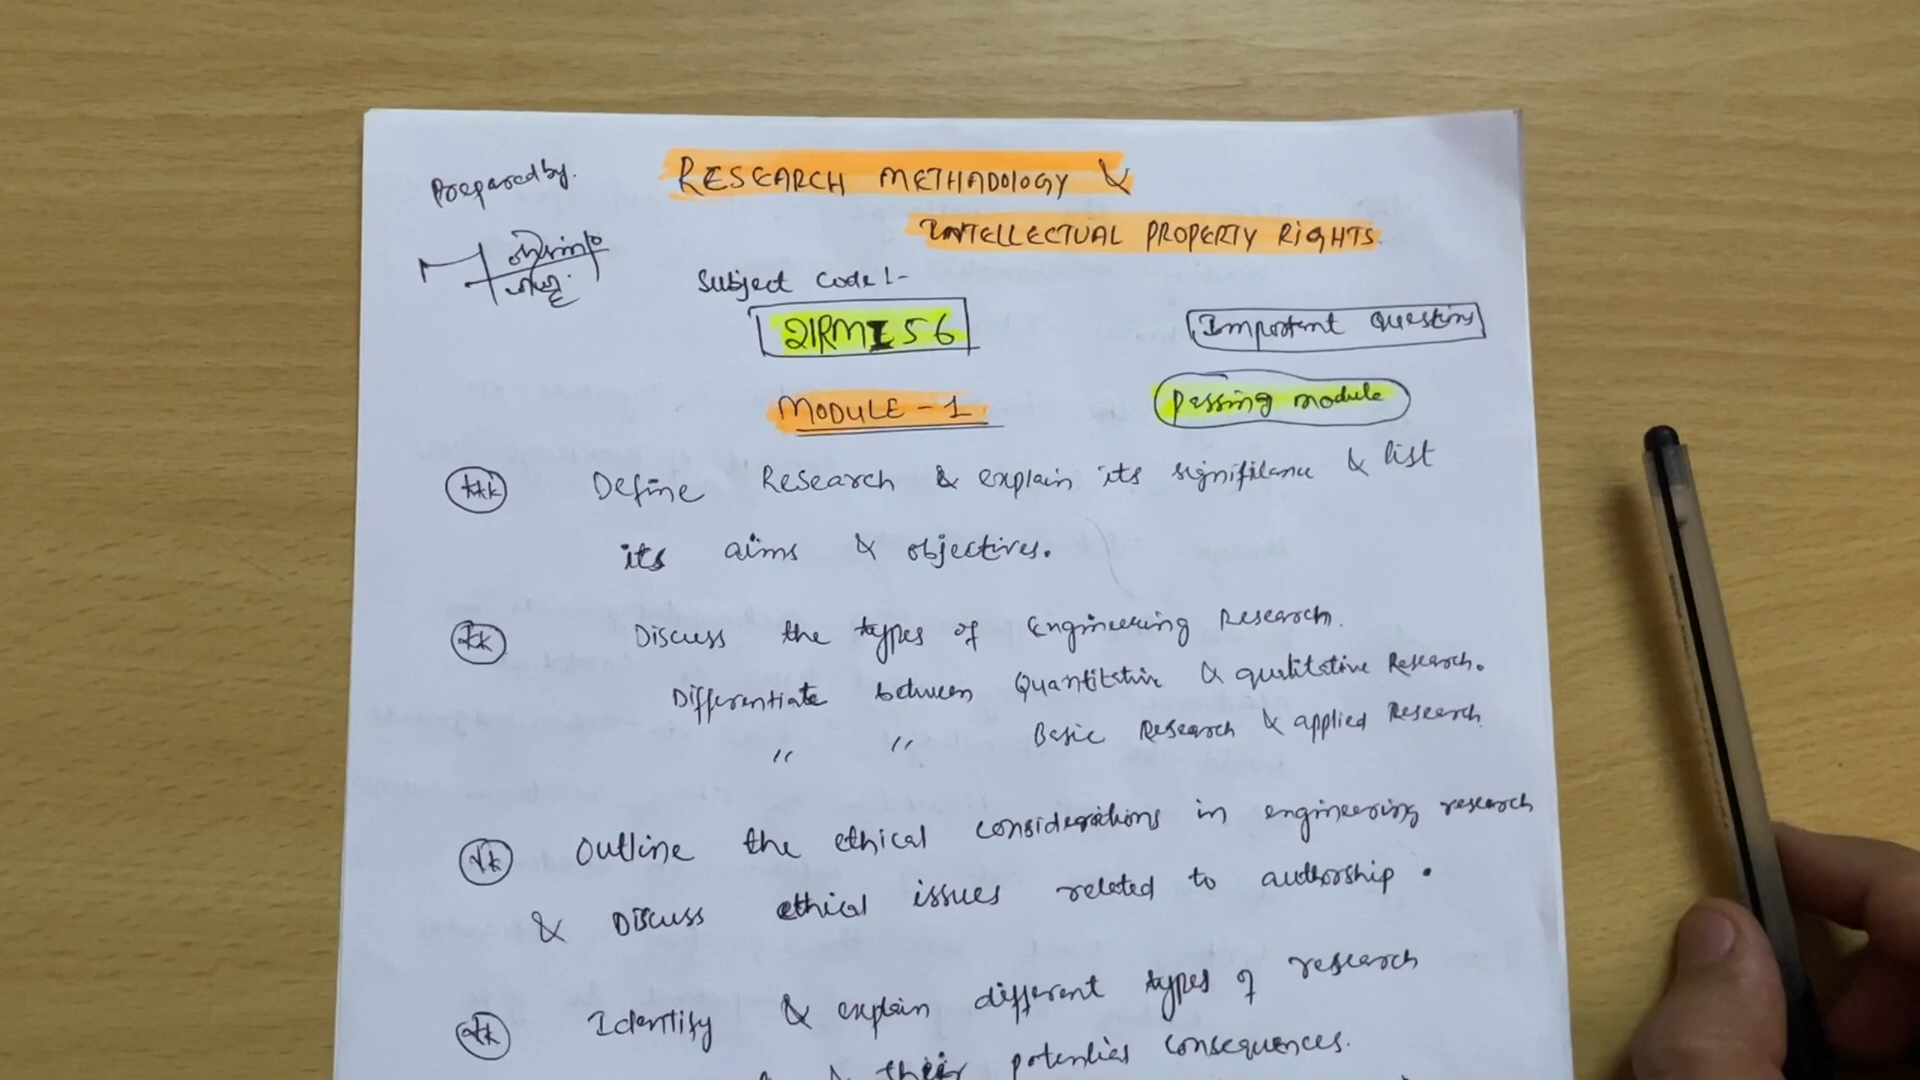 Prepared by.
RESEARCH METHADOLOGY &
INTELLECTUAL PROPERTY RIGHTS.
Subject Code :-
21RMI56
Important Questions
MODULE - 1
Passing module
Define Research & explain its significance & list
its aims & objectives.
Discuss the types of Engineering Research.
Differentiate between Quantitative & qualitative Research.
" " Basic Research & applied Research
Outline the ethical considerations in engineering research
& Discuss ethical issues related to authorship.
Identify & explain different types of research
& their potential consequences.